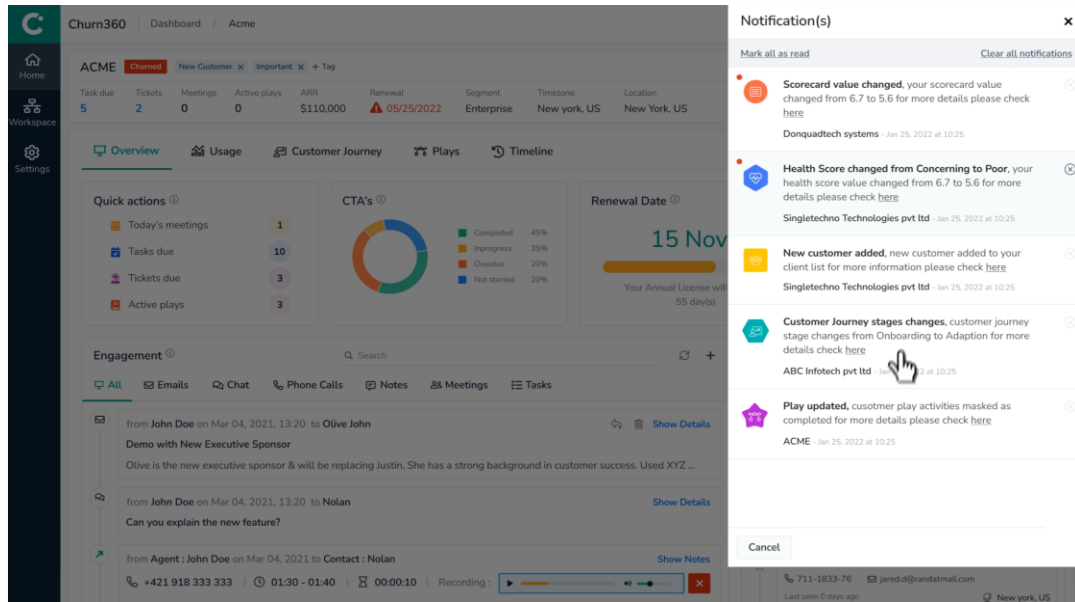 Churn360
Dashboard / Acme
Home
Workspace
Settings
ACME Churned New Customer x Important x + Tag
Task due Tickets Meetings Active plays ARR Renewal Segment Timezone Location
5 2 0 0 $110,000 05/25/2022 Enterprise New york, US New York, US
Overview Usage Customer Journey Plays Timeline
Quick actions
Today's meetings 1
Tasks due 10
Tickets due 3
Active plays 3
CTA's
Completed 45%
Inprogress 35%
Overdue 20%
Not started 20%
Renewal Date
15 Nov
Your Annual License will
55 day(s)
Engagement
Search
All Emails Chat Phone Calls Notes Meetings Tasks
from John Doe on Mar 04, 2021, 13:20 to Olive John Show Details
Demo with New Executive Sponsor
Olive is the new executive sponsor & will be replacing Justin, She has a strong background in customer success. Used XYZ ...
from John Doe on Mar 04, 2021, 13:20 to Nolan Show Details
Can you explain the new feature?
from Agent : John Doe on Mar 04, 2021 to Contact : Nolan Show Notes
+421 918 333 333 | 01:30 - 01:40 | 00:00:10 | Recording :
Notification(s)
Mark all as read Clear all notifications
Scorecard value changed, your scorecard value
changed from 6.7 to 5.6 for more details please check
here
Donquadtech systems - Jan 25, 2022 at 10:25
Health Score changed from Concerning to Poor, your
health score value changed from 6.7 to 5.6 for more
details please check here
Singletechno Technologies pvt ltd - Jan 25, 2022 at 10:25
New customer added, new customer added to your
client list for more information please check here
Singletechno Technologies pvt ltd - Jan 25, 2022 at 10:25
Customer Journey stages changes, customer journey
stage changes from Onboarding to Adaption for more
details check here
ABC Infotech pvt ltd - 22 at 10:25
Play updated, cusotmer play activities masked as
completed for more details please check here
ACME - Jan 25, 2022 at 10:25
Cancel
711-1833-76 jared.d@randatmail.com
Last seen 0 days ago New york, US